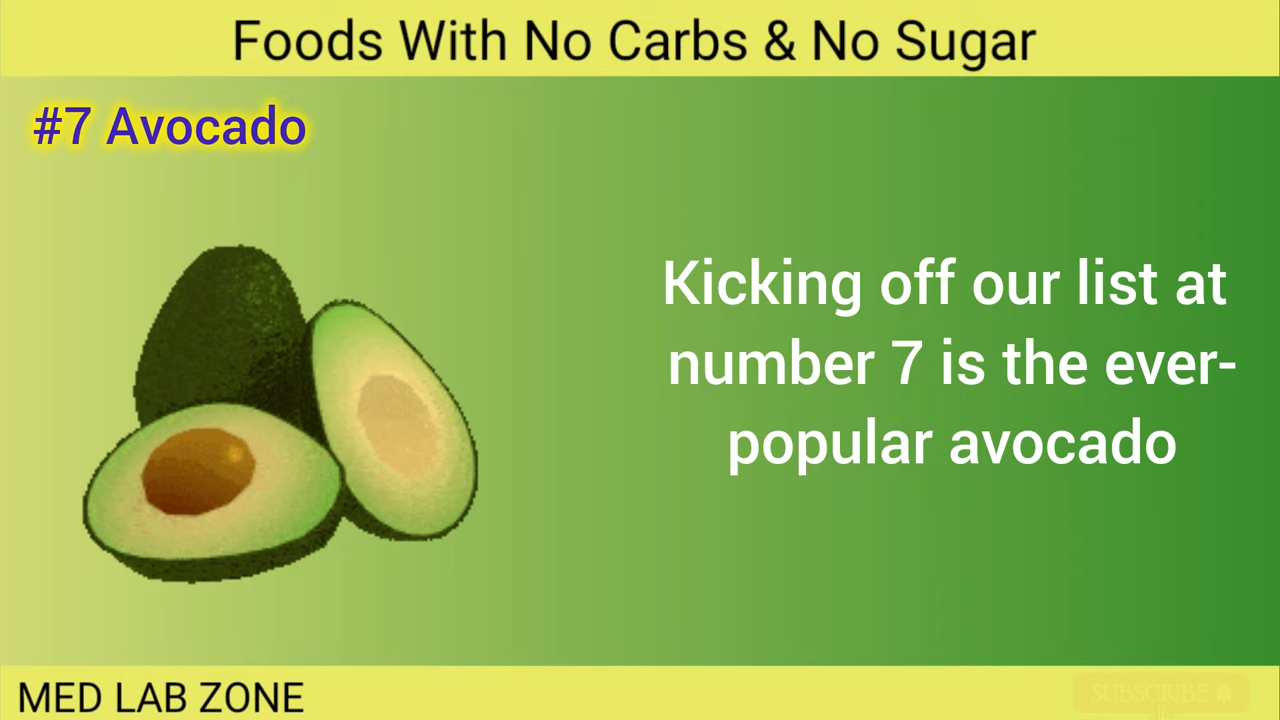 Foods With No Carbs & No Sugar
#7 Avocado
Kicking off our list at
number 7 is the ever-
popular avocado
MED LAB ZONE
SUBSCRIBE